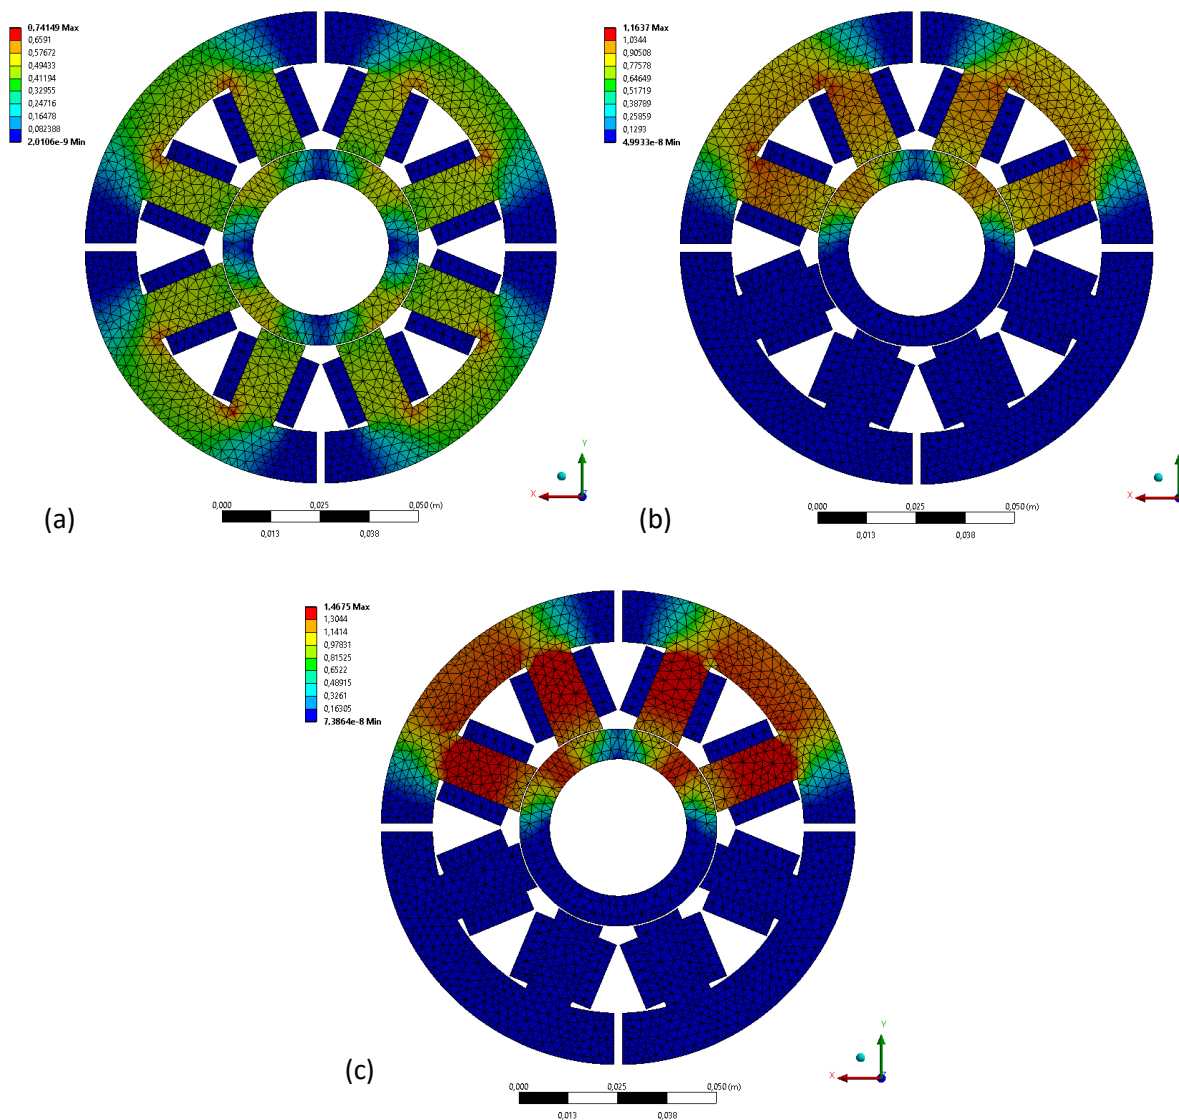 0,74149 Max
0,6591
0,57672
0,49433
0,41194
0,32955
0,24716
0,16478
0,082388
2,0106e-9 Min
Y
X
Z
0,000 0,025 0,050 (m)
0,013 0,038
(a)
1,1637 Max
1,0344
0,90508
0,77578
0,64649
0,51719
0,38789
0,25859
0,1293
4,9933e-8 Min
X
0,000 0,025 0,050 (m)
0,013 0,038
(b)
1,4675 Max
1,3044
1,1414
0,97831
0,81525
0,6522
0,48915
0,3261
0,16305
7,3864e-8 Min
Y
X
0,000 0,025 0,050 (m)
0,013 0,038
(c)